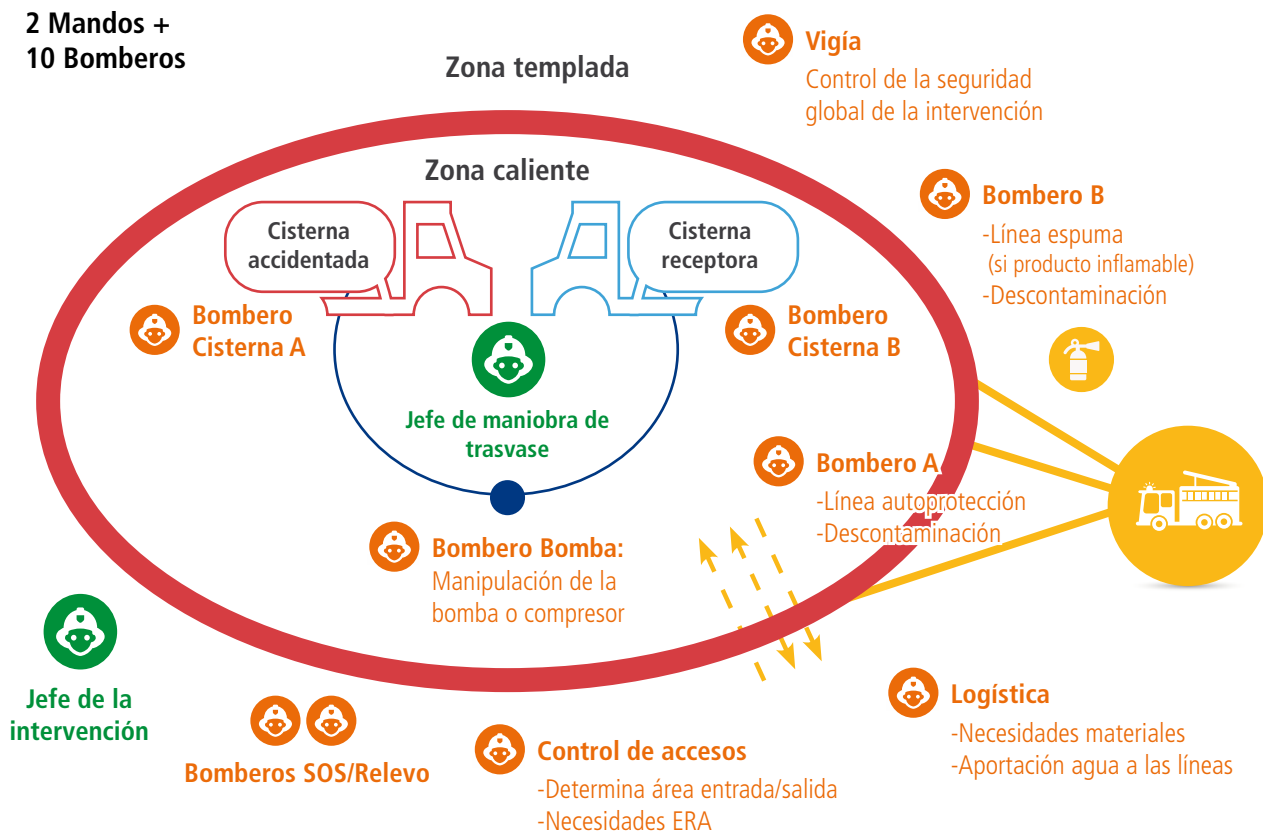 2 Mandos +
10 Bomberos
Zona templada
Vigía
Control de la seguridad
global de la intervención
Zona caliente
Cisterna
accidentada
Cisterna
receptora
Bombero B
-Línea espuma
(si producto inflamable)
-Descontaminación
Bombero
Cisterna A
Bombero
Cisterna B
Jefe de maniobra de
trasvase
Bombero A
-Línea autoprotección
-Descontaminación
Bombero Bomba:
Manipulación de la
bomba o compresor
Jefe de la
intervención
Bomberos SOS/Relevo
Control de accesos
-Determina área entrada/salida
-Necesidades ERA
Logística
-Necesidades materiales
-Aportación agua a las líneas